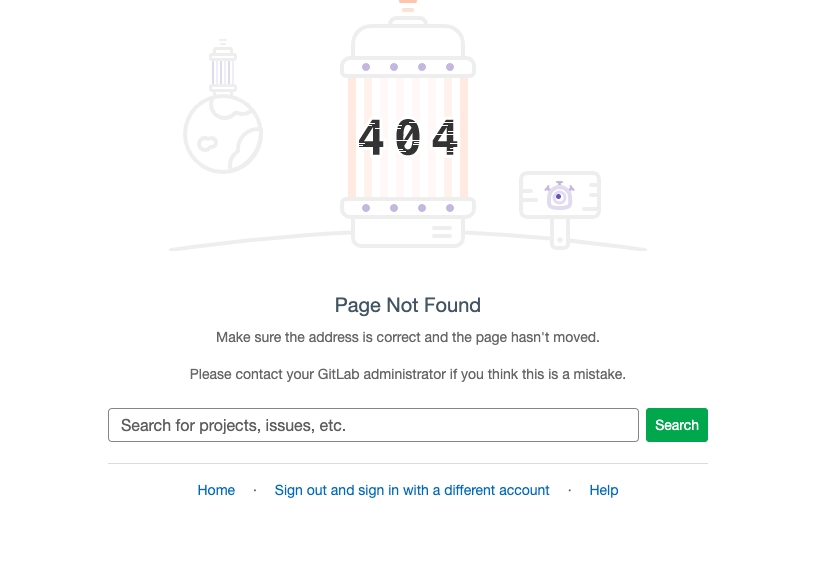 404
Page Not Found
Make sure the address is correct and the page hasn't moved.
Please contact your GitLab administrator if you think this is a mistake.
Search for projects, issues, etc.
Search
Home · Sign out and sign in with a different account · Help